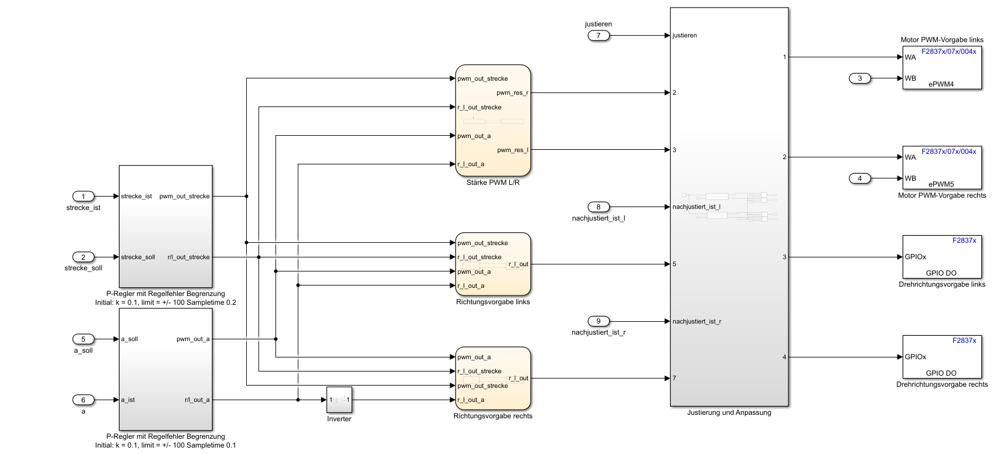 1
strecke_ist
2
strecke_soll
strecke_ist
pwm_out_strecke
strecke_soll
r/l_out_strecke
P-Regler mit Regelfehler Begrenzung
Initial: k = 0.1, limit = +/- 100 Sampletime 0.2
5
a_soll
6
a
a_soll
pwm_out_a
a_ist
r/l_out_a
P-Regler mit Regelfehler Begrenzung
Initial: k = 0.1, limit = +/- 100 Sampletime 0.1
1
1
Inverter
pwm_out_strecke
pwm_res_r
r_l_out_strecke
pwm_out_a
pwm_res_l
r_l_out_a
Stärke PWM L/R
pwm_out_strecke
r_l_out_strecke
r_l_out
pwm_out_a
r_l_out_a
Richtungsvorgabe links
pwm_out_a
r_l_out_strecke
r_l_out
pwm_out_strecke
r_l_out_a
Richtungsvorgabe rechts
justieren
7
8
nachjustiert_ist_l
9
nachjustiert_ist_r
justieren
1
2
3
2
nachjustiert_ist_l
3
5
nachjustiert_ist_r
4
7
Justierung und Anpassung
Motor PWM-Vorgabe links
F2837x/07x/004x
WA
3
WB
ePWM4
F2837x/07x/004x
WA
4
WB
ePWM5
Motor PWM-Vorgabe rechts
F2837x
GPIOx
GPIO DO
Drehrichtungsvorgabe links
F2837x
GPIOx
GPIO DO
Drehrichtungsvorgabe rechts